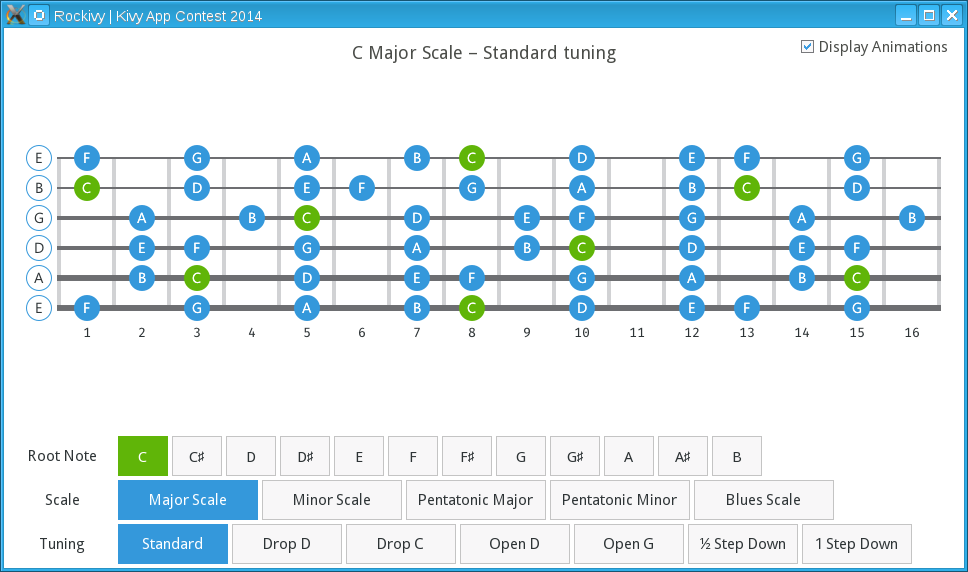 Rockivy | Kivy App Contest 2014
C Major Scale – Standard tuning
Display Animations
E F G A B C D E F G
B C D E F G A B C D
G A B C D E F G A B
D E F G A B C D E F
A B C D E F G A B C
E F G A B C D E F G
1 2 3 4 5 6 7 8 9 10 11 12 13 14 15 16
Root Note C C♯ D D♯ E F F♯ G G♯ A A♯ B
Scale Major Scale Minor Scale Pentatonic Major Pentatonic Minor Blues Scale
Tuning Standard Drop D Drop C Open D Open G ½ Step Down 1 Step Down